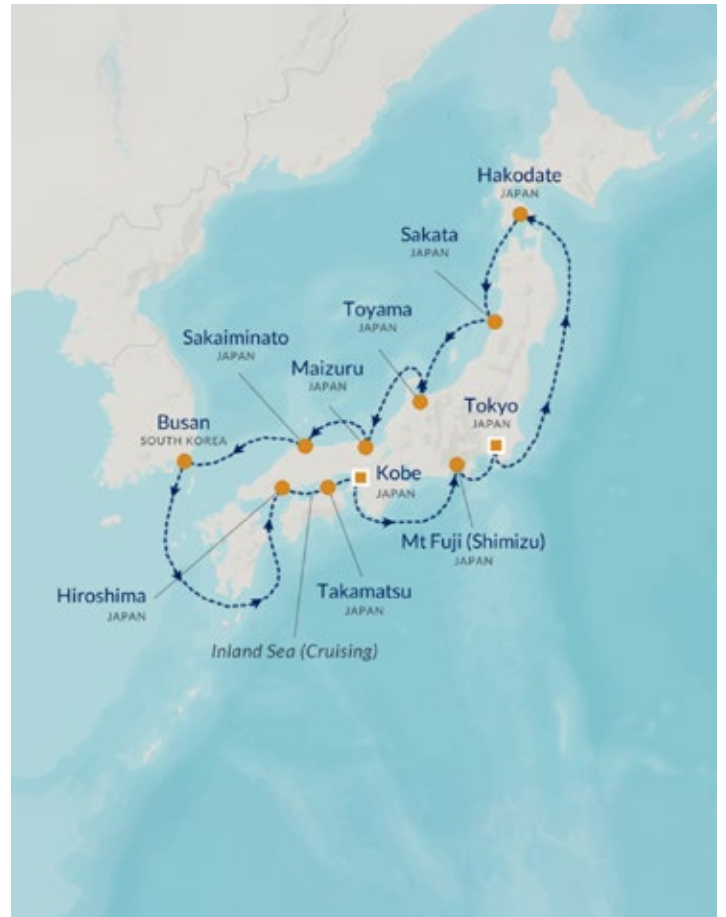 Hakodate
JAPAN
Sakata
JAPAN
Toyama
JAPAN
Sakaiminato
JAPAN
Maizuru
JAPAN
Tokyo
JAPAN
Busan
SOUTH KOREA
Kobe
JAPAN
Mt Fuji (Shimizu)
JAPAN
Hiroshima
JAPAN
Takamatsu
JAPAN
Inland Sea (Cruising)